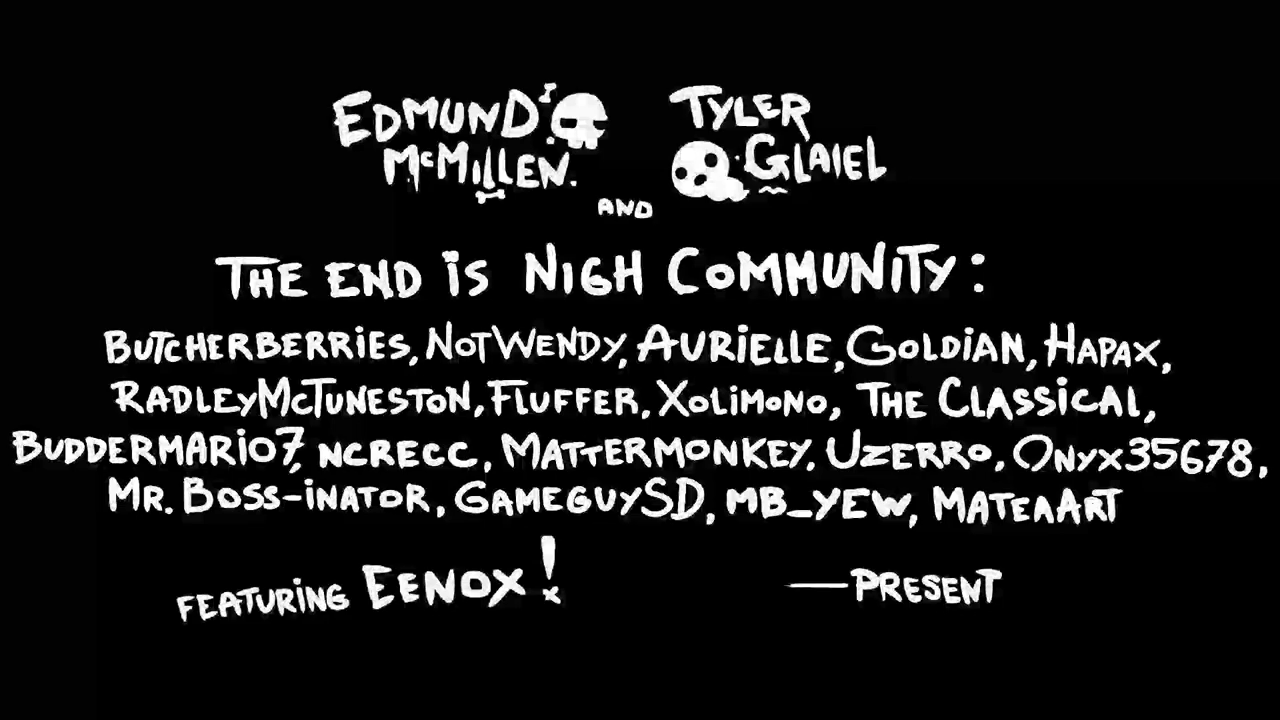 EDMUND
McMILLEN.
TYLER
GLAIEL
AND
THE END iS NIGH COMMUNITY:
BUTCHERBERRiES, NOTWENDY, AURiELLE, GOLDiAN, HAPAX,
RADLEYMCTUNESTON, FLUFFER, XOLiMONO, THE CLASSiCAL,
BUDDERMARiO7, NCRECC, MATTERMONKEY, UZERRO, ONYX35678,
MR. BOSS-iNATOR, GAMEGUYSD, MB_YEW, MATEAART
FEATURiNG EENOX!
—PRESENT